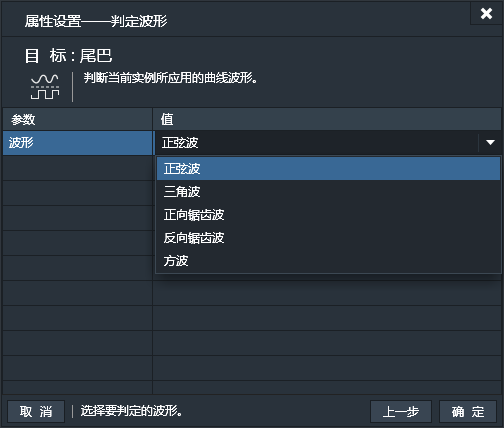 属性设置——判定波形
目 标 : 尾巴
判断当前实例所应用的曲线波形。
参数 值
波形 正弦波
正弦波
三角波
正向锯齿波
反向锯齿波
方波
取 消 选择要判定的波形。 上一步 确 定